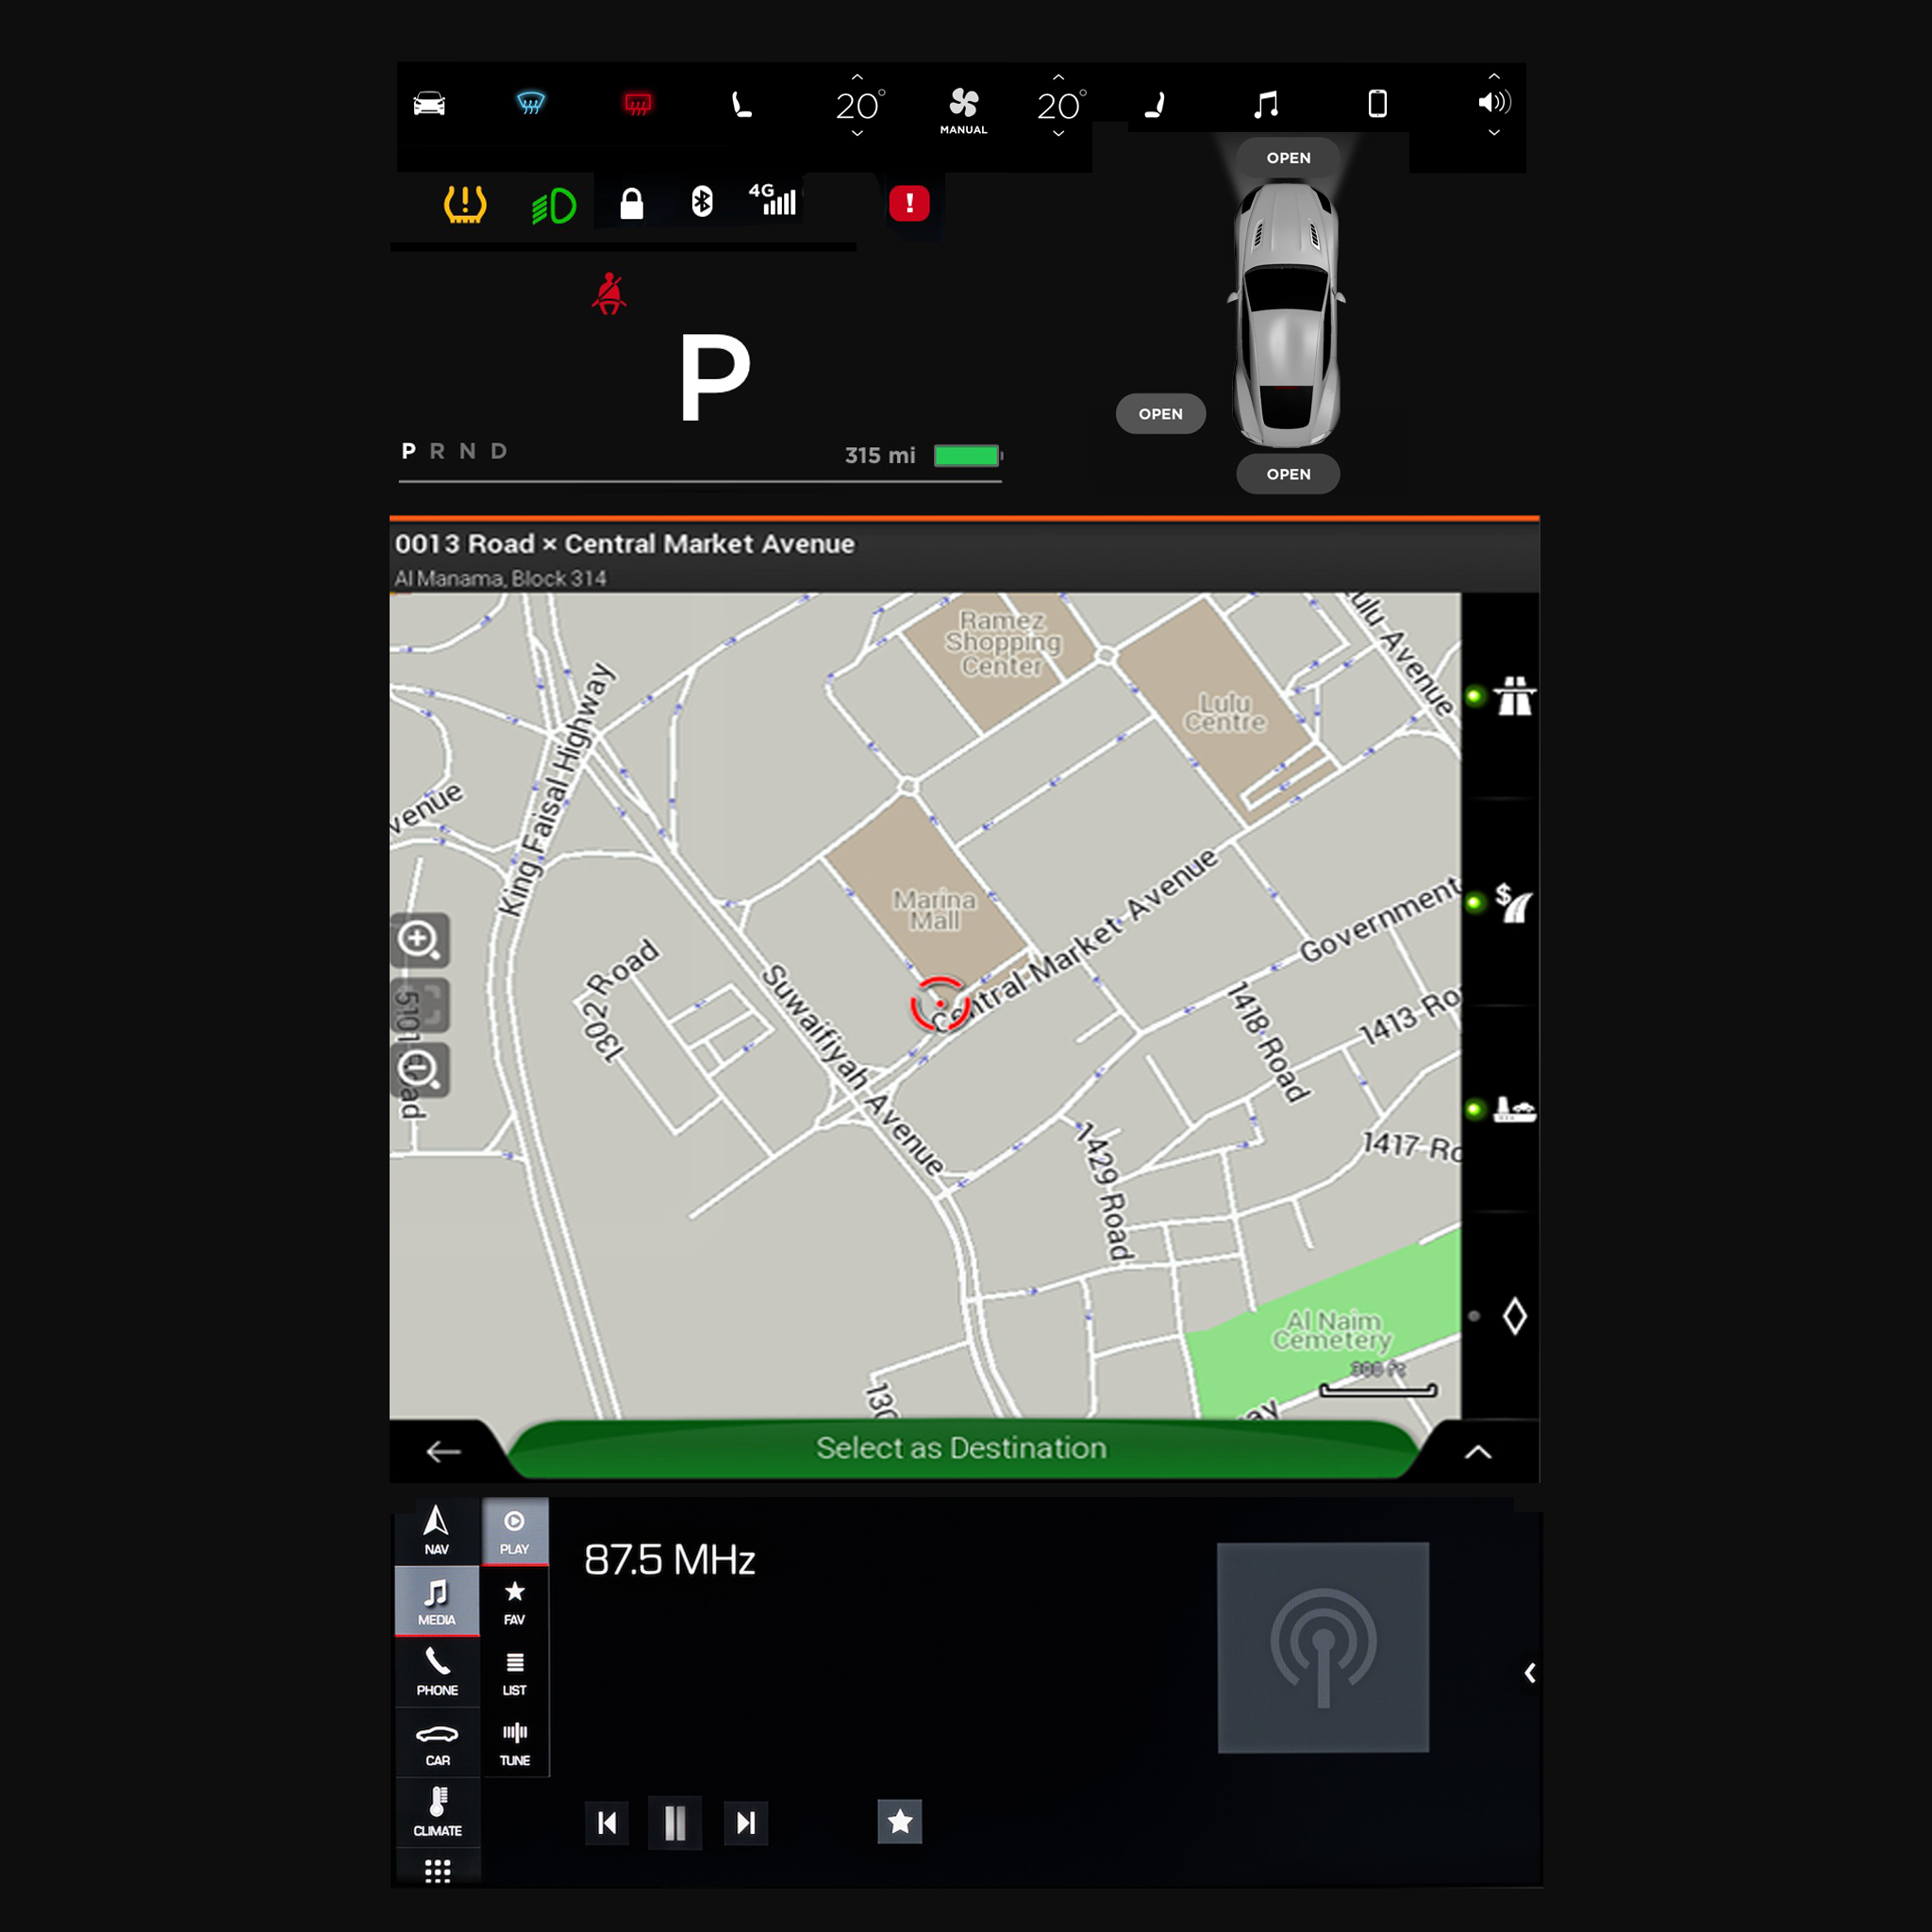 20°
MANUAL
20°
OPEN
4G
!
P
OPEN
P R N D
315 mi
OPEN
0013 Road × Central Market Avenue
Al Manama, Block 314
Ramez
Shopping
Center
Lulu
Centre
ulu Avenue
King Faisal Highway
venue
Marina
Mall
Central Market Avenue
Government
1302 Road
5101
ad
Suwaifiyah Avenue
1418 Road
1413 Ro
1429 Road
1417 Ro
Al Naim
Cemetery
300 ft
130
ay
Select as Destination
NAV
PLAY
87.5 MHz
MEDIA
FAV
PHONE
LIST
CAR
TUNE
CLIMATE